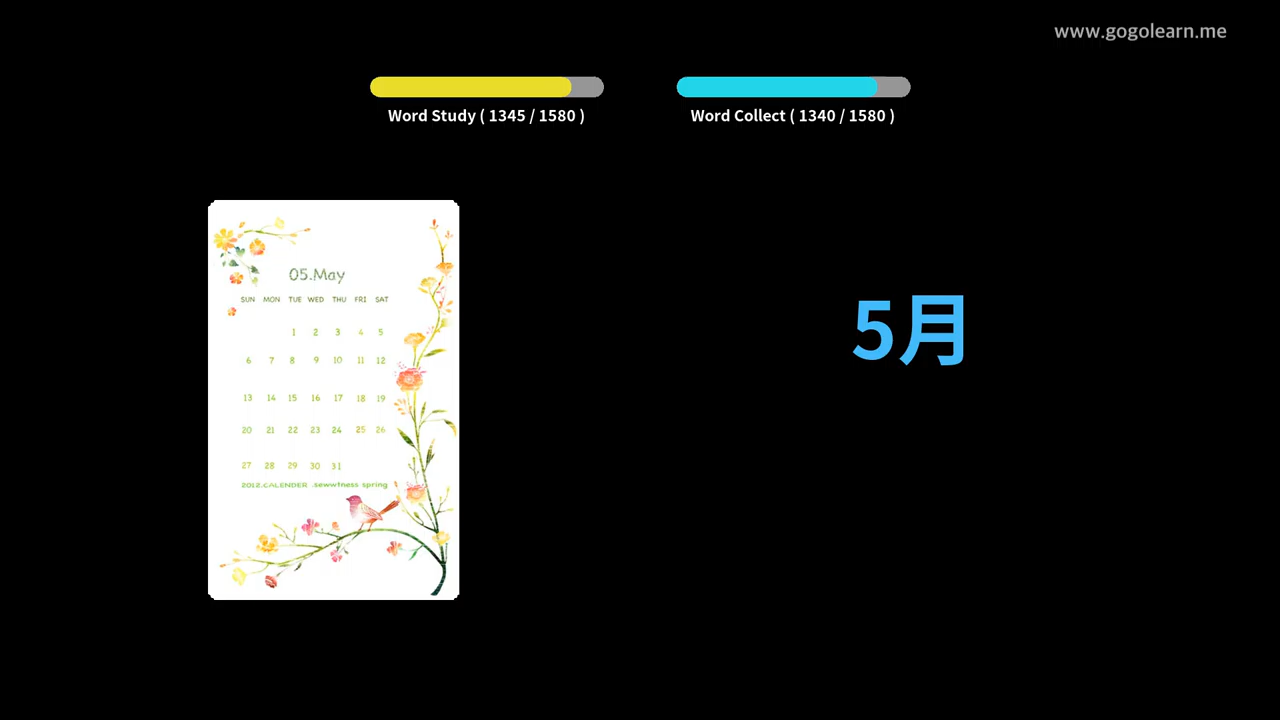 www.gogolearn.me
Word Study ( 1345 / 1580 )
Word Collect ( 1340 / 1580 )
05.May
SUN MON TUE WED THU FRI SAT
1 2 3 4 5
6 7 8 9 10 11 12
13 14 15 16 17 18 19
20 21 22 23 24 25 26
27 28 29 30 31
2012.CALENDER .sewwtness spring
5月